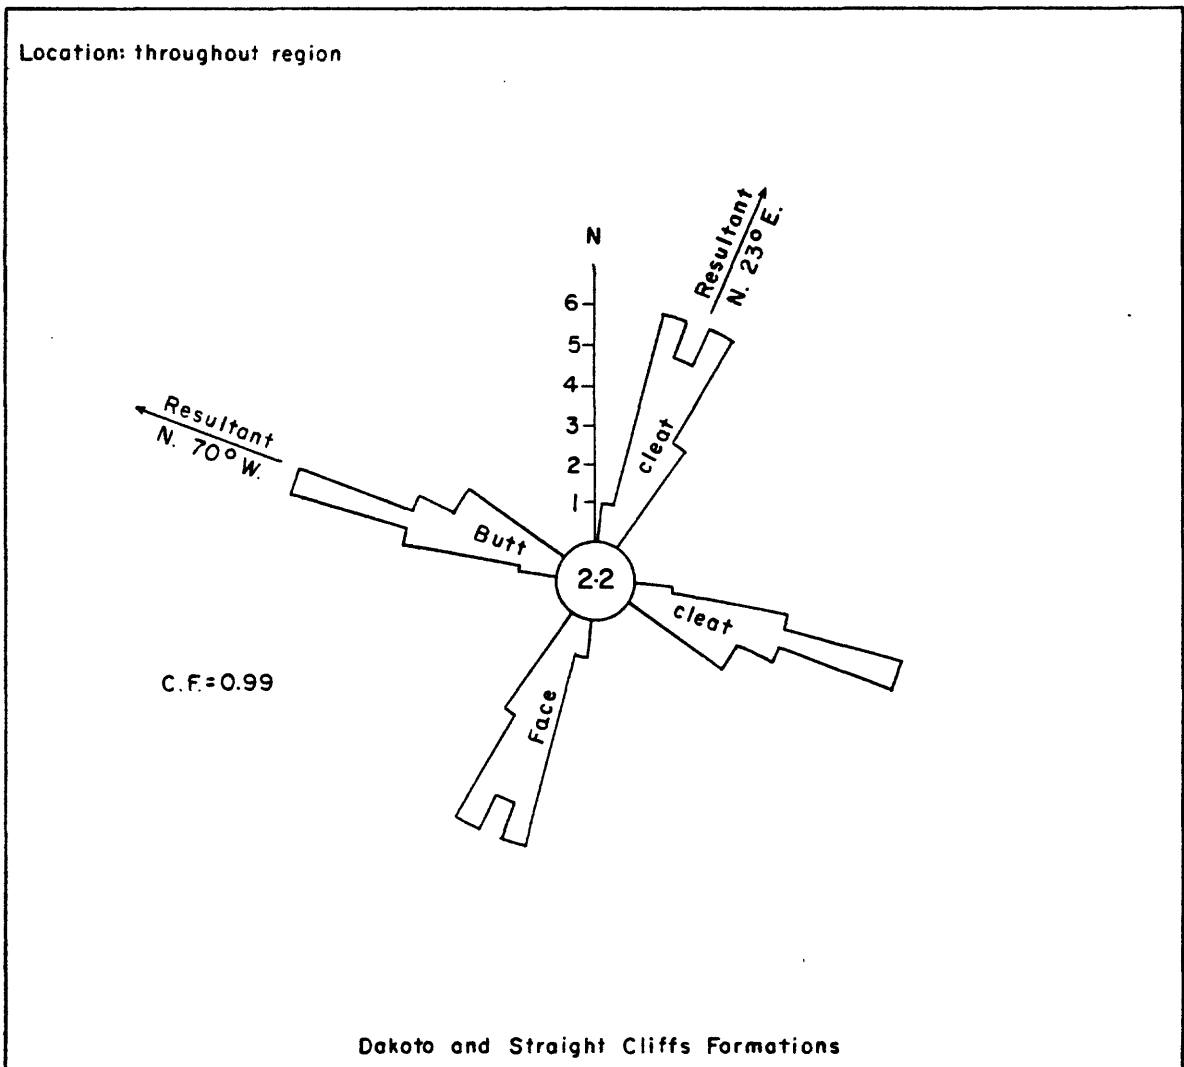 Location: throughout region
Resultant
N. 23° E.
N
6
5
4
3
2
1
cleat
Resultant
N. 70° W.
Butt
2·2
cleat
Face
C.F.=0.99
Dakoto and Straight Cliffs Formations